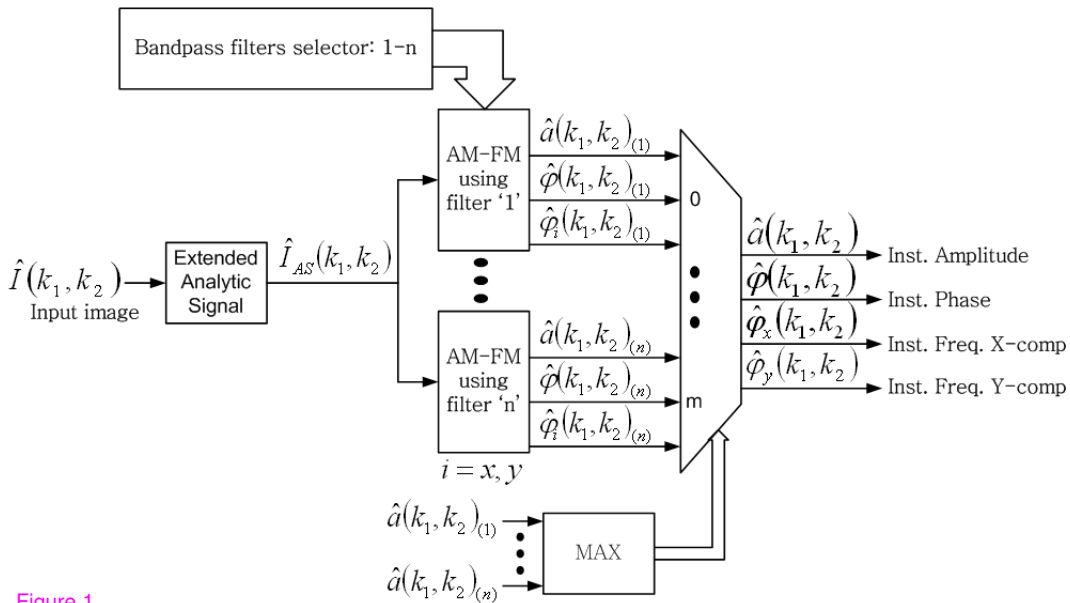 Bandpass filters selector: 1-n
AM-FM
using
filter ‘1’
â(k₁, k₂)₍₁₎
φ̂(k₁, k₂)₍₁₎
φ̂ᵢ(k₁, k₂)₍₁₎
0
Î(k₁, k₂)
Input image
Extended
Analytic
Signal
Î_AS(k₁, k₂)
â(k₁, k₂)
Inst. Amplitude
φ̂(k₁, k₂)
Inst. Phase
φ̂ₓ(k₁, k₂)
Inst. Freq. X-comp
φ̂_y(k₁, k₂)
Inst. Freq. Y-comp
AM-FM
using
filter ‘n’
â(k₁, k₂)₍ₙ₎
φ̂(k₁, k₂)₍ₙ₎
φ̂ᵢ(k₁, k₂)₍ₙ₎
m
i = x, y
â(k₁, k₂)₍₁₎
MAX
â(k₁, k₂)₍ₙ₎
Figure 1